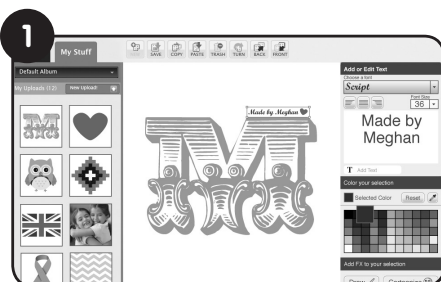 1
My Stuff
SAVE COPY PASTE TRASH TURN BACK FRONT
Default Album
My Uploads (12) New Upload!
Made by Meghan
M
Add or Edit Text
Choose a font
Script
Font Size
36
Made by
Meghan
T Add Text
Color your selection
Selected Color Reset
Add FX to your selection